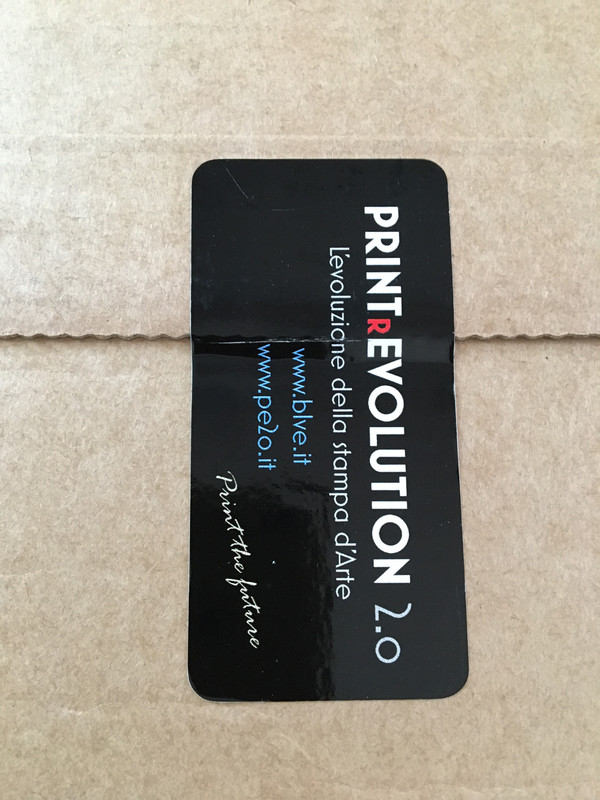 PRINTrEVOLUTION 2.0
L'evoluzione della stampa d'Arte
www.blve.it
www.pe2o.it
Print the future